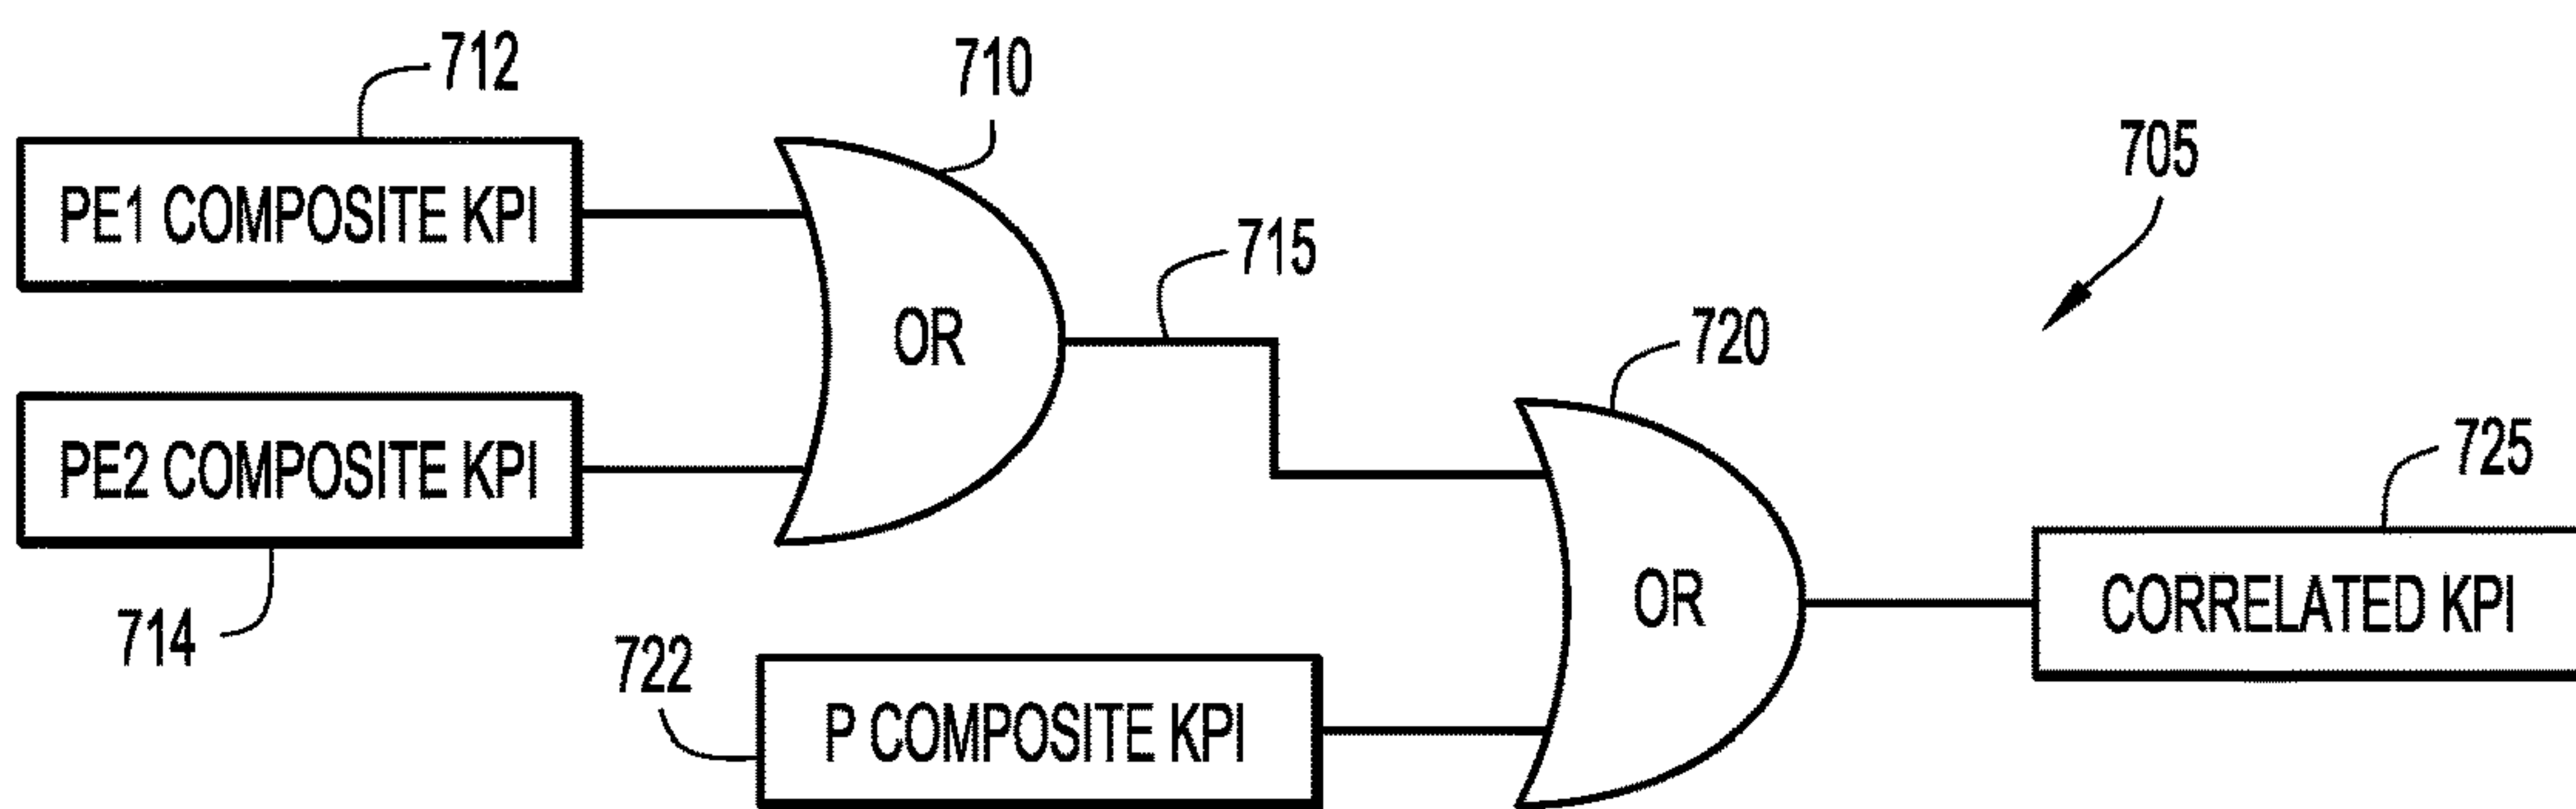 712
710
705
PE1 COMPOSITE KPI
715
OR
720
PE2 COMPOSITE KPI
725
714
OR
CORRELATED KPI
722
P COMPOSITE KPI